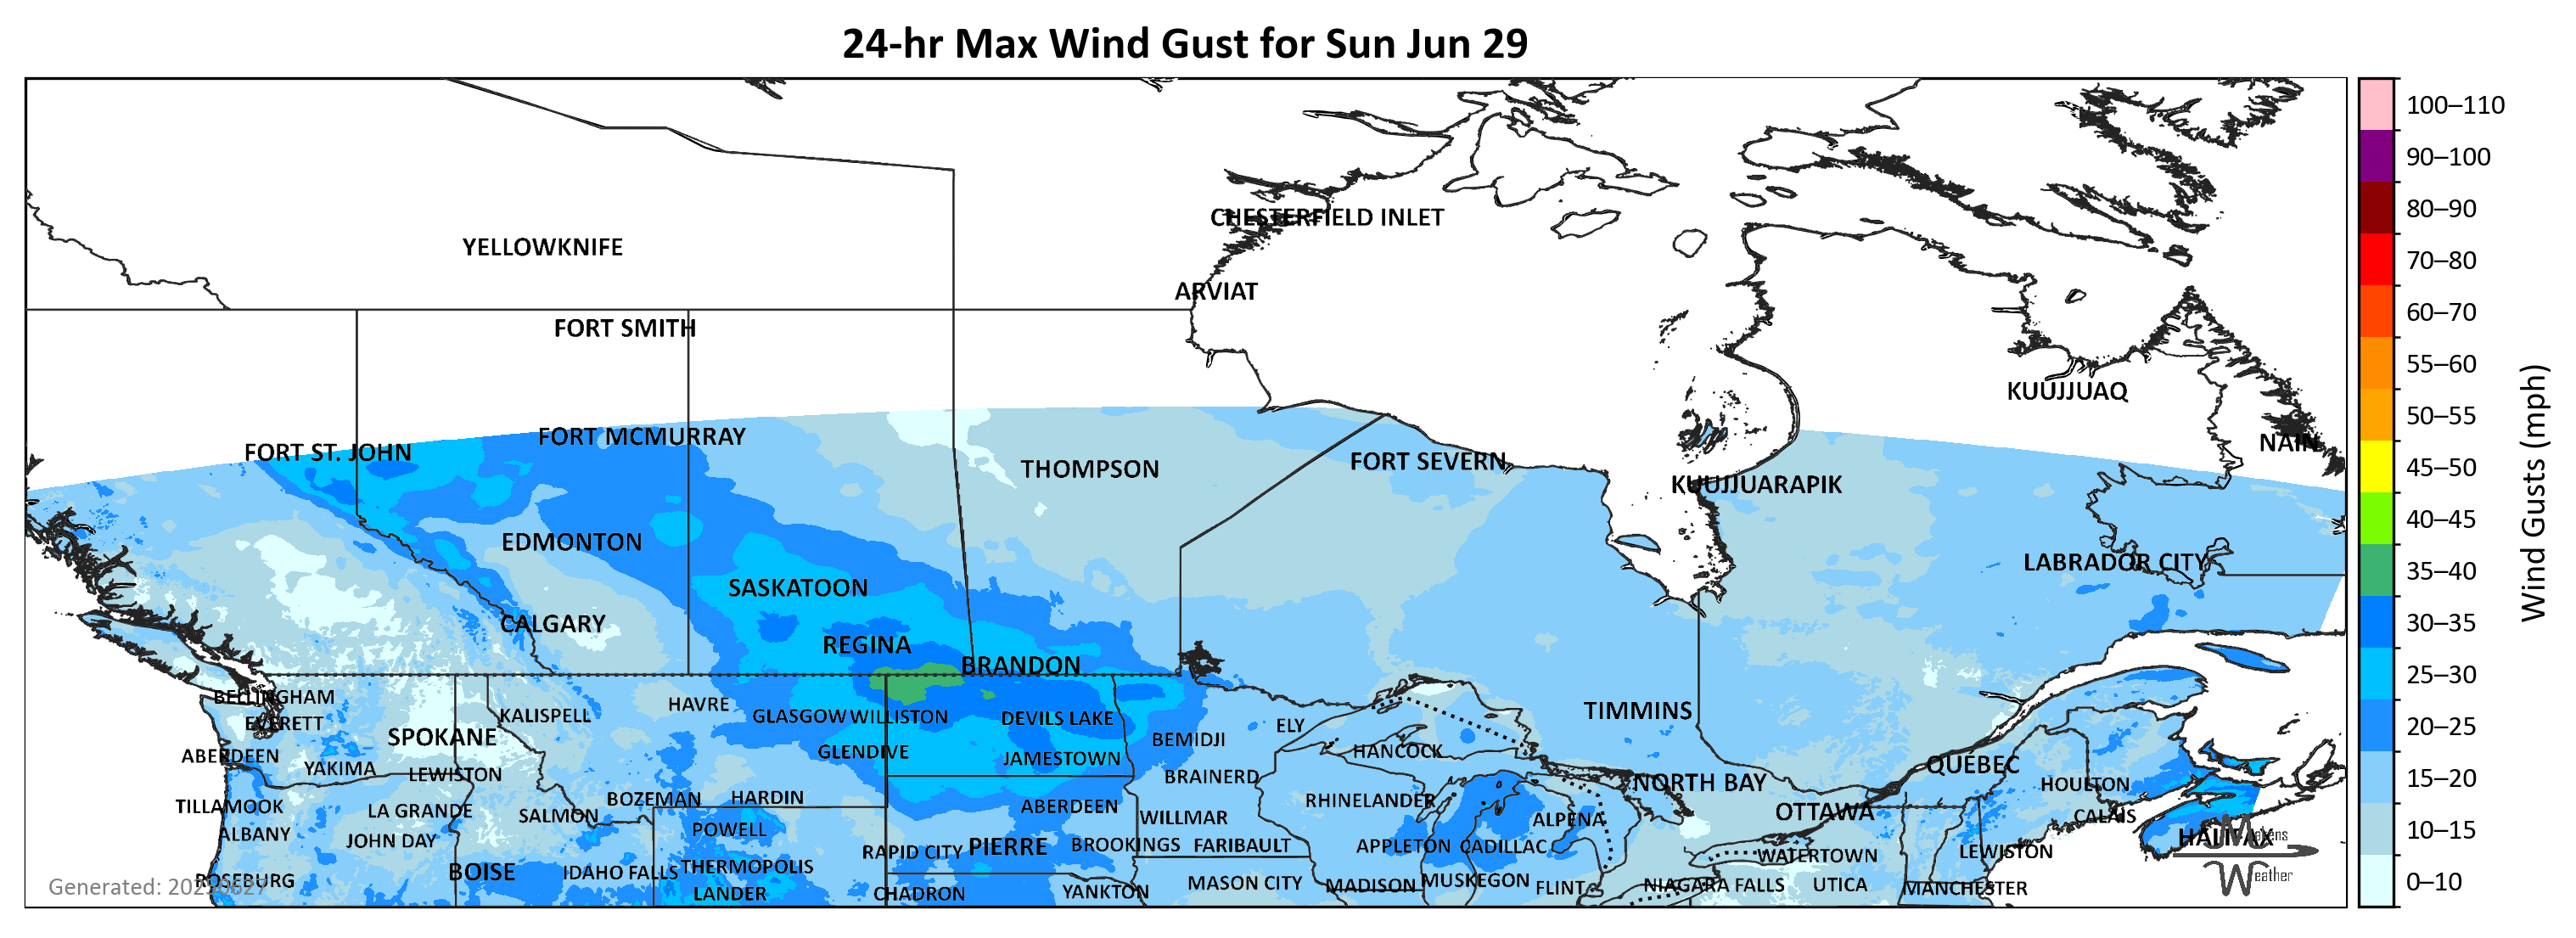 24-hr Max Wind Gust for Sun Jun 29
100–110
90–100
80–90
70–80
60–70
55–60
50–55
45–50
40–45
35–40
30–35
25–30
20–25
15–20
10–15
0–10
Wind Gusts (mph)
CHESTERFIELD INLET
YELLOWKNIFE
ARVIAT
FORT SMITH
KUUJJUAQ
FORT MCMURRAY
NAIN
FORT ST. JOHN
FORT SEVERN
THOMPSON
KUUJJUARAPIK
EDMONTON
LABRADOR CITY
SASKATOON
CALGARY
REGINA
BRANDON
BELLINGHAM
HAVRE
TIMMINS
KALISPELL
GLASGOW
WILLISTON
DEVILS LAKE
EVERETT
ELY
SPOKANE
BEMIDJI
GLENDIVE
HANCOCK
ABERDEEN
JAMESTOWN
QUEBEC
YAKIMA
LEWISTON
BRAINERD
NORTH BAY
HOULTON
BOZEMAN
HARDIN
RHINELANDER
TILLAMOOK
ABERDEEN
LA GRANDE
OTTAWA
SALMON
CALAIS
WILLMAR
ALPENA
POWELL
ALBANY
HALIFAX
Makens
JOHN DAY
BROOKINGS
FARIBAULT
APPLETON
CADILLAC
PIERRE
RAPID CITY
LEWISTON
WATERTOWN
THERMOPOLIS
BOISE
IDAHO FALLS
Weather
ROSEBURG
MUSKEGON
MASON CITY
MADISON
NIAGARA FALLS
UTICA
FLINT
MANCHESTER
YANKTON
LANDER
CHADRON
Generated: 20250627